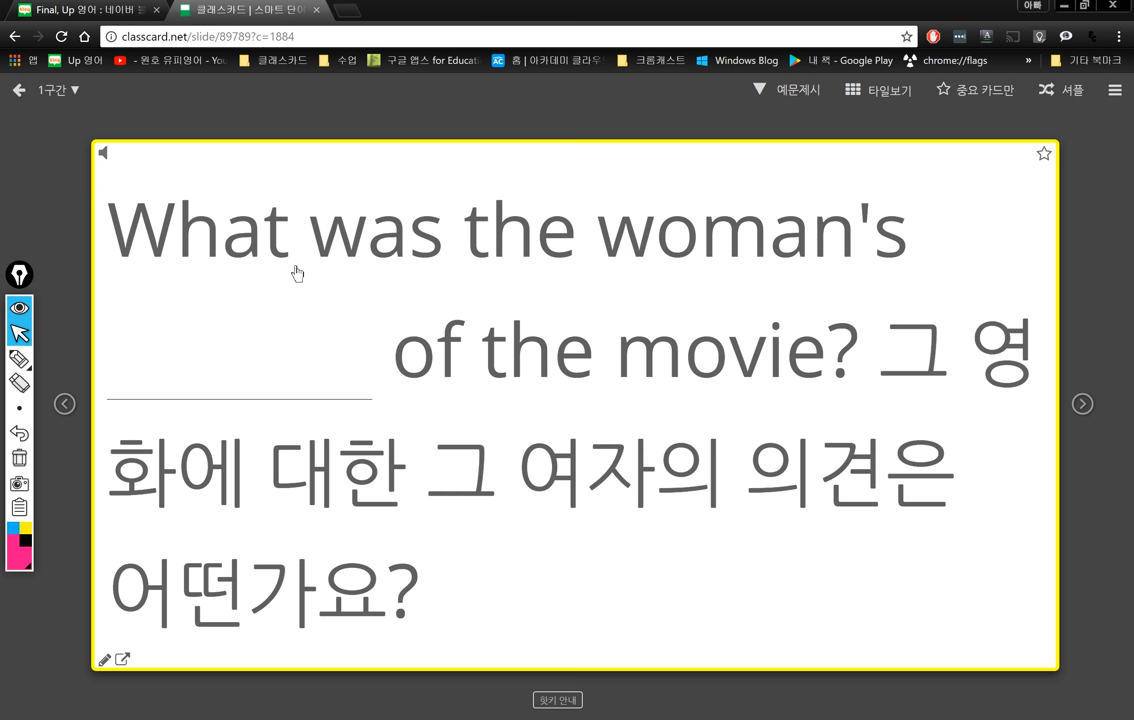 Final, Up 영어 : 네이버 블
클래스카드 | 스마트 단어
아빠
classcard.net/slide/89789?c=1884
앱 Up 영어 - 원호 유피영어 - You 클래스카드 수업 구글 앱스 for Educati 홈 | 아카데미 클라우 크롬캐스트 Windows Blog 내 책 - Google Play chrome://flags » 기타 북마크
1구간 ▼ ▼ 예문제시 타일보기 중요 카드만 셔플
What was the woman's
of the movie? 그 영
화에 대한 그 여자의 의견은
어떤가요?
핫키 안내